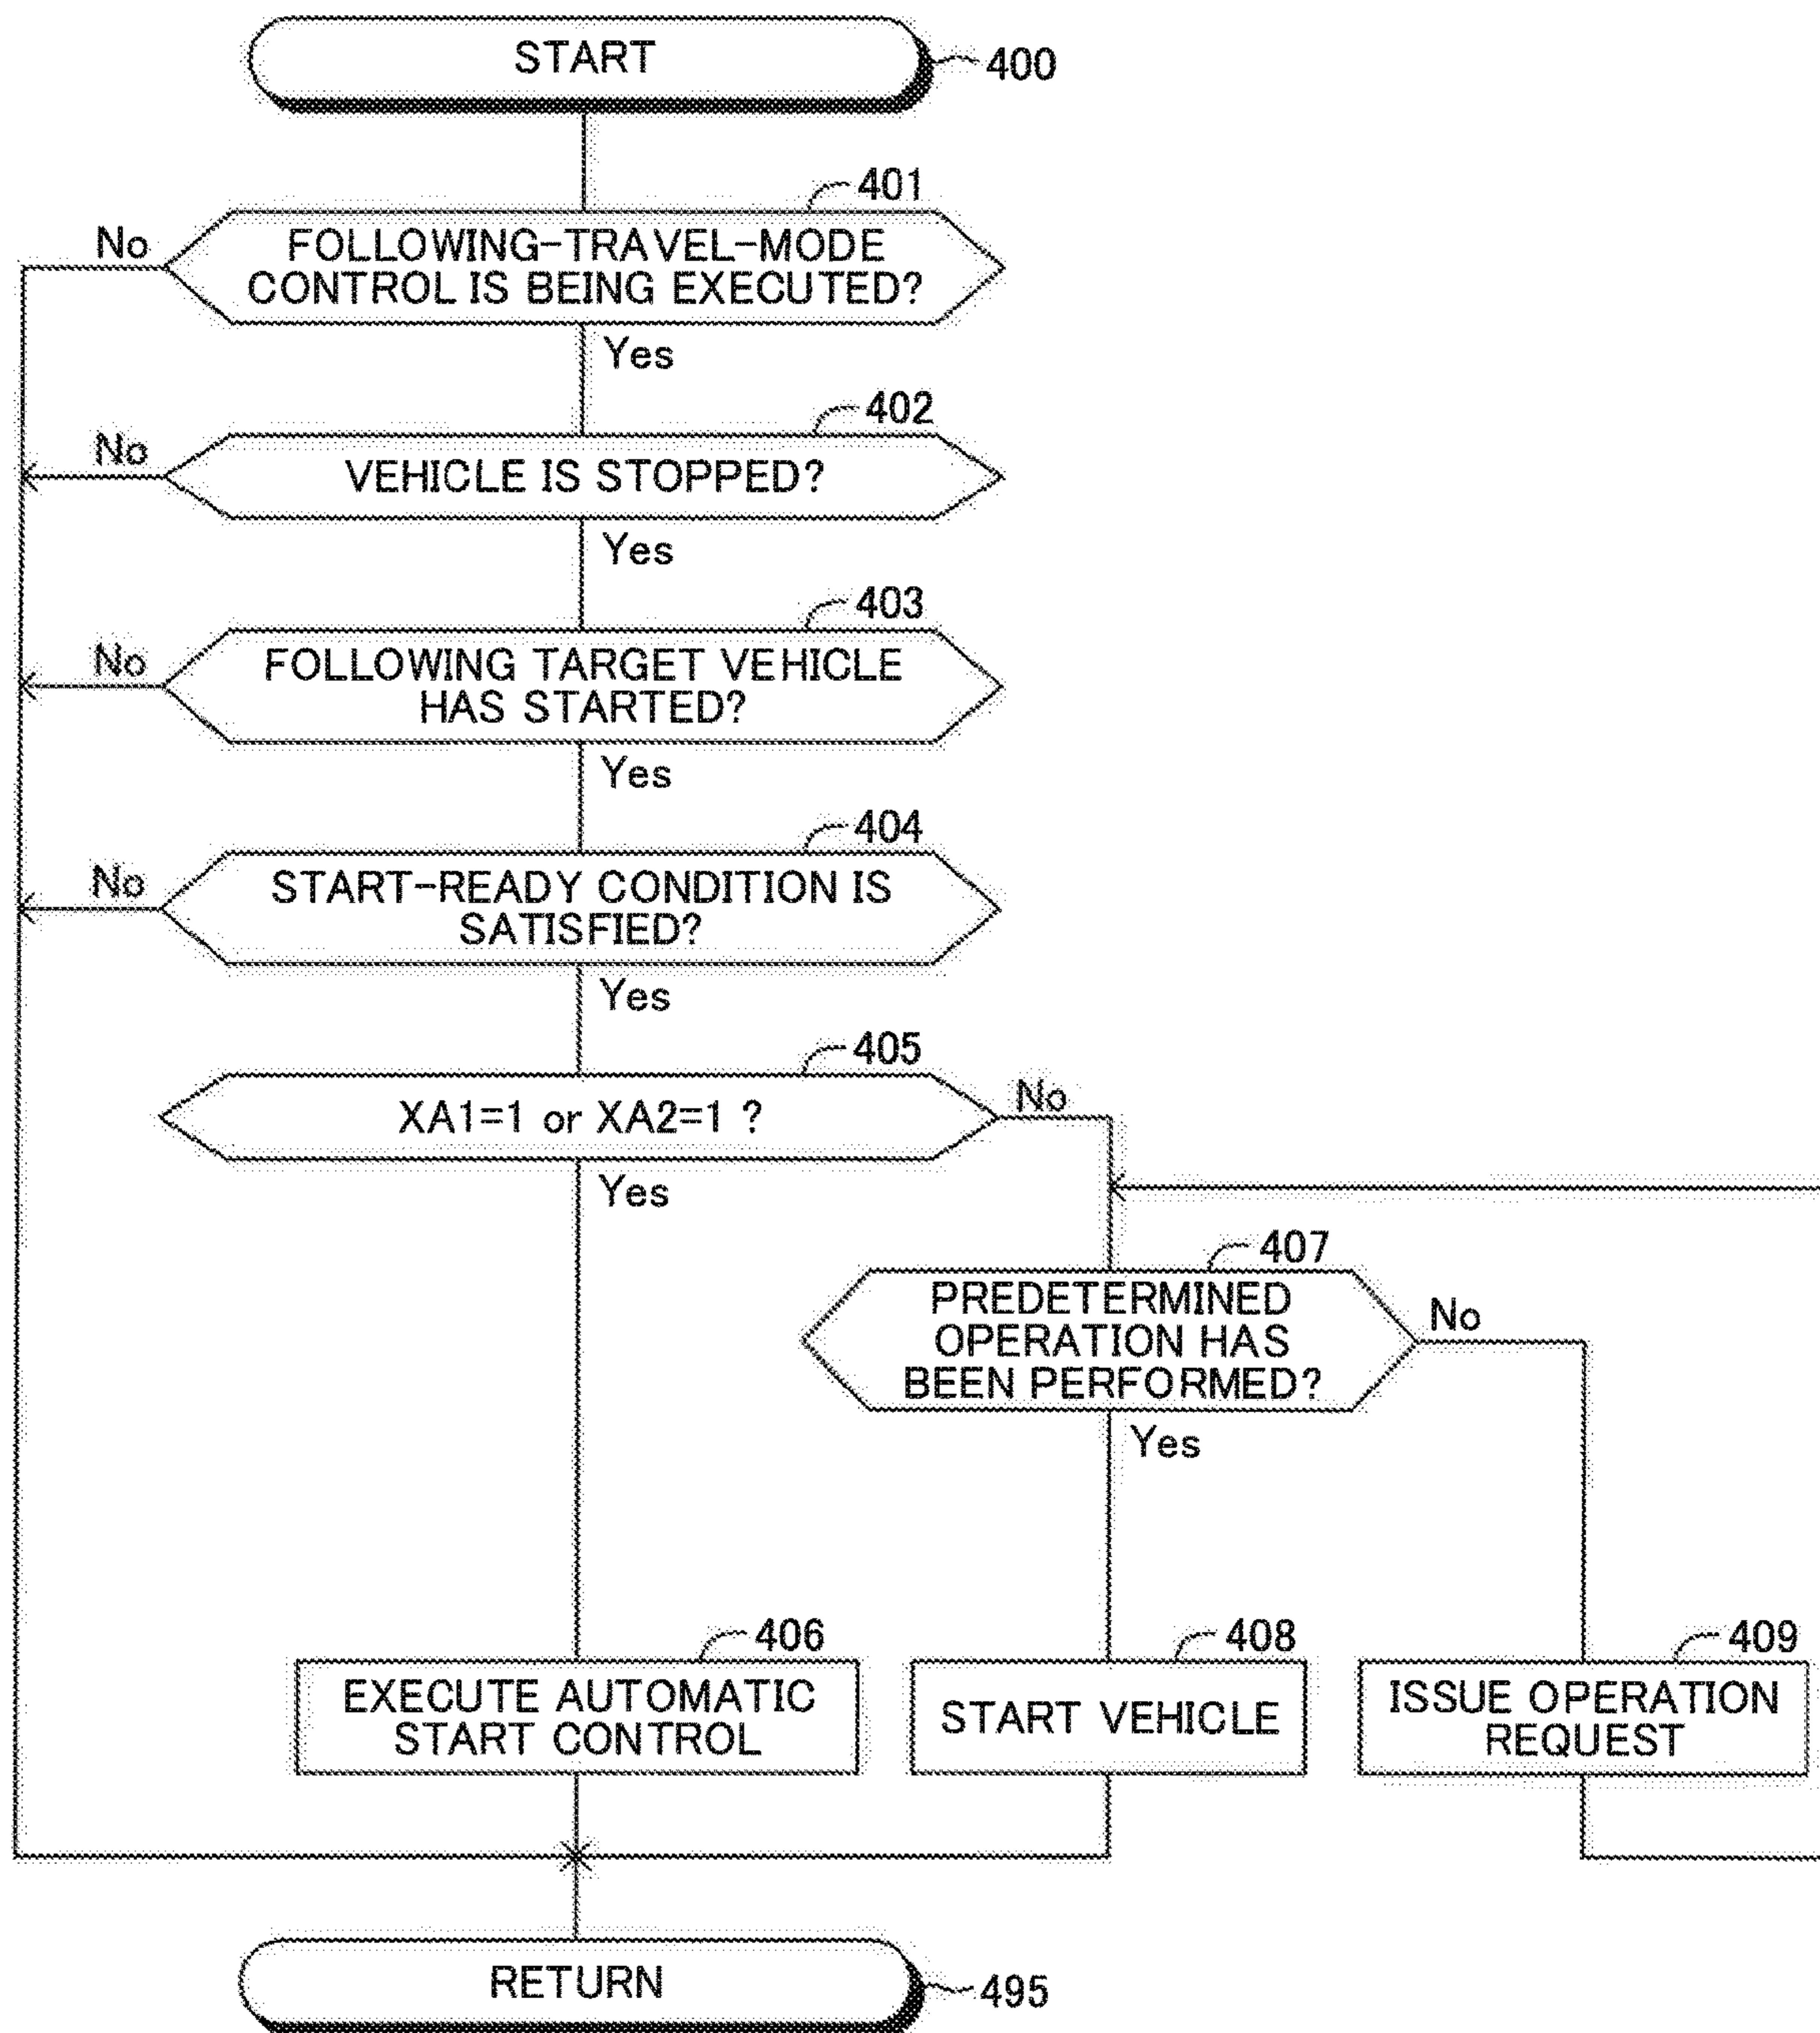 START
400
401
No
FOLLOWING-TRAVEL-MODE
CONTROL IS BEING EXECUTED?
Yes
402
No
VEHICLE IS STOPPED?
Yes
403
No
FOLLOWING TARGET VEHICLE
HAS STARTED?
Yes
404
No
START-READY CONDITION IS
SATISFIED?
Yes
405
XA1=1 or XA2=1 ?
No
Yes
407
PREDETERMINED
OPERATION HAS
BEEN PERFORMED?
No
Yes
406
EXECUTE AUTOMATIC
START CONTROL
408
START VEHICLE
409
ISSUE OPERATION
REQUEST
RETURN
495